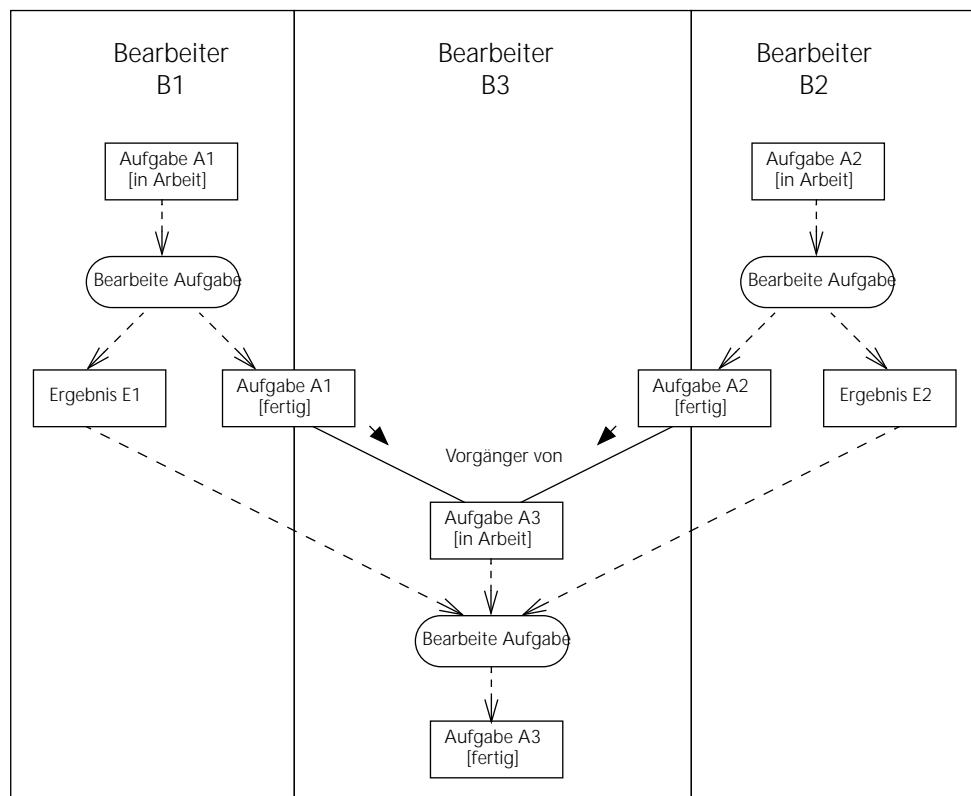 Bearbeiter
B1
Bearbeiter
B3
Bearbeiter
B2
Aufgabe A1
[in Arbeit]
Aufgabe A2
[in Arbeit]
Bearbeite Aufgabe
Bearbeite Aufgabe
Ergebnis E1
Aufgabe A1
[fertig]
Aufgabe A2
[fertig]
Ergebnis E2
Vorgänger von
Aufgabe A3
[in Arbeit]
Bearbeite Aufgabe
Aufgabe A3
[fertig]